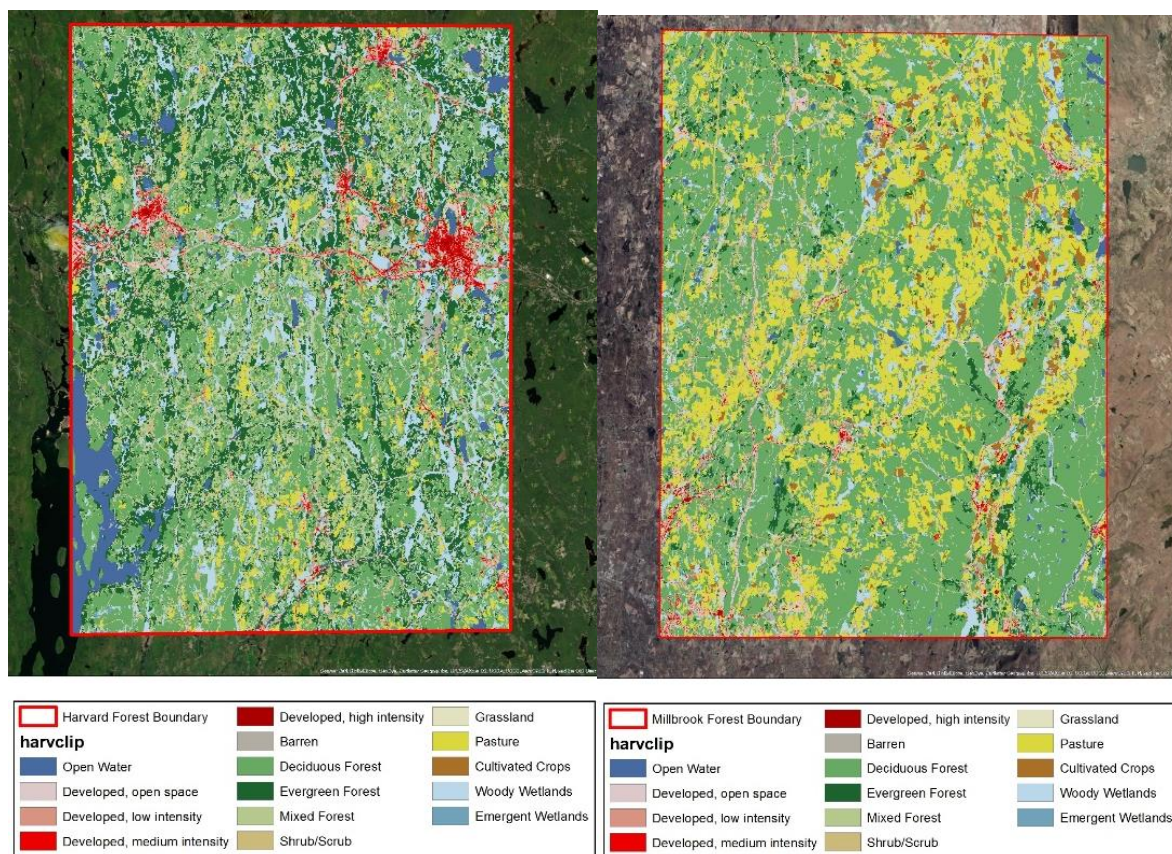 Harvard Forest Boundary
harvclip
Open Water
Developed, open space
Developed, low intensity
Developed, medium intensity
Developed, high intensity
Barren
Deciduous Forest
Evergreen Forest
Mixed Forest
Shrub/Scrub
Grassland
Pasture
Cultivated Crops
Woody Wetlands
Emergent Wetlands
Millbrook Forest Boundary
harvclip
Open Water
Developed, open space
Developed, low intensity
Developed, medium intensity
Developed, high intensity
Barren
Deciduous Forest
Evergreen Forest
Mixed Forest
Shrub/Scrub
Grassland
Pasture
Cultivated Crops
Woody Wetlands
Emergent Wetlands